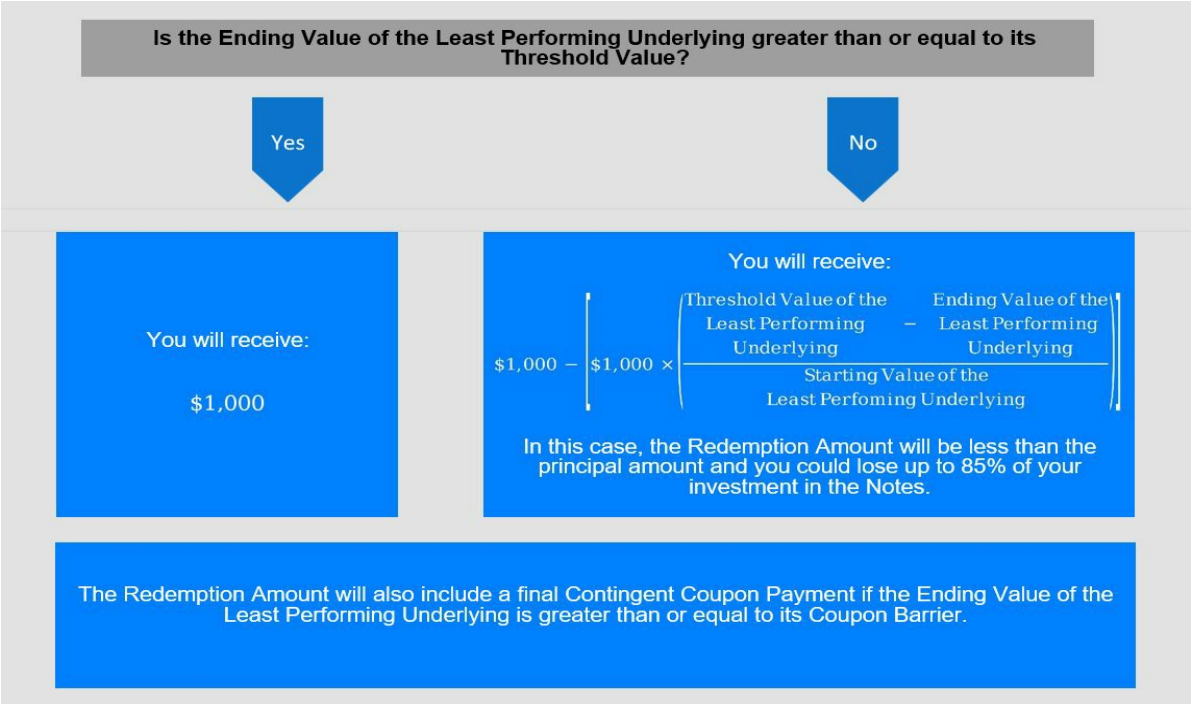 Is the Ending Value of the Least Performing Underlying greater than or equal to its
Threshold Value?
Yes
No
You will receive:
$1,000
You will receive:
$1,000 − [$1,000 × (
Threshold Value of the
Least Performing
Underlying
−
Ending Value of the
Least Performing
Underlying
Starting Value of the
Least Perfoming Underlying
)]
In this case, the Redemption Amount will be less than the
principal amount and you could lose up to 85% of your
investment in the Notes.
The Redemption Amount will also include a final Contingent Coupon Payment if the Ending Value of the
Least Performing Underlying is greater than or equal to its Coupon Barrier.